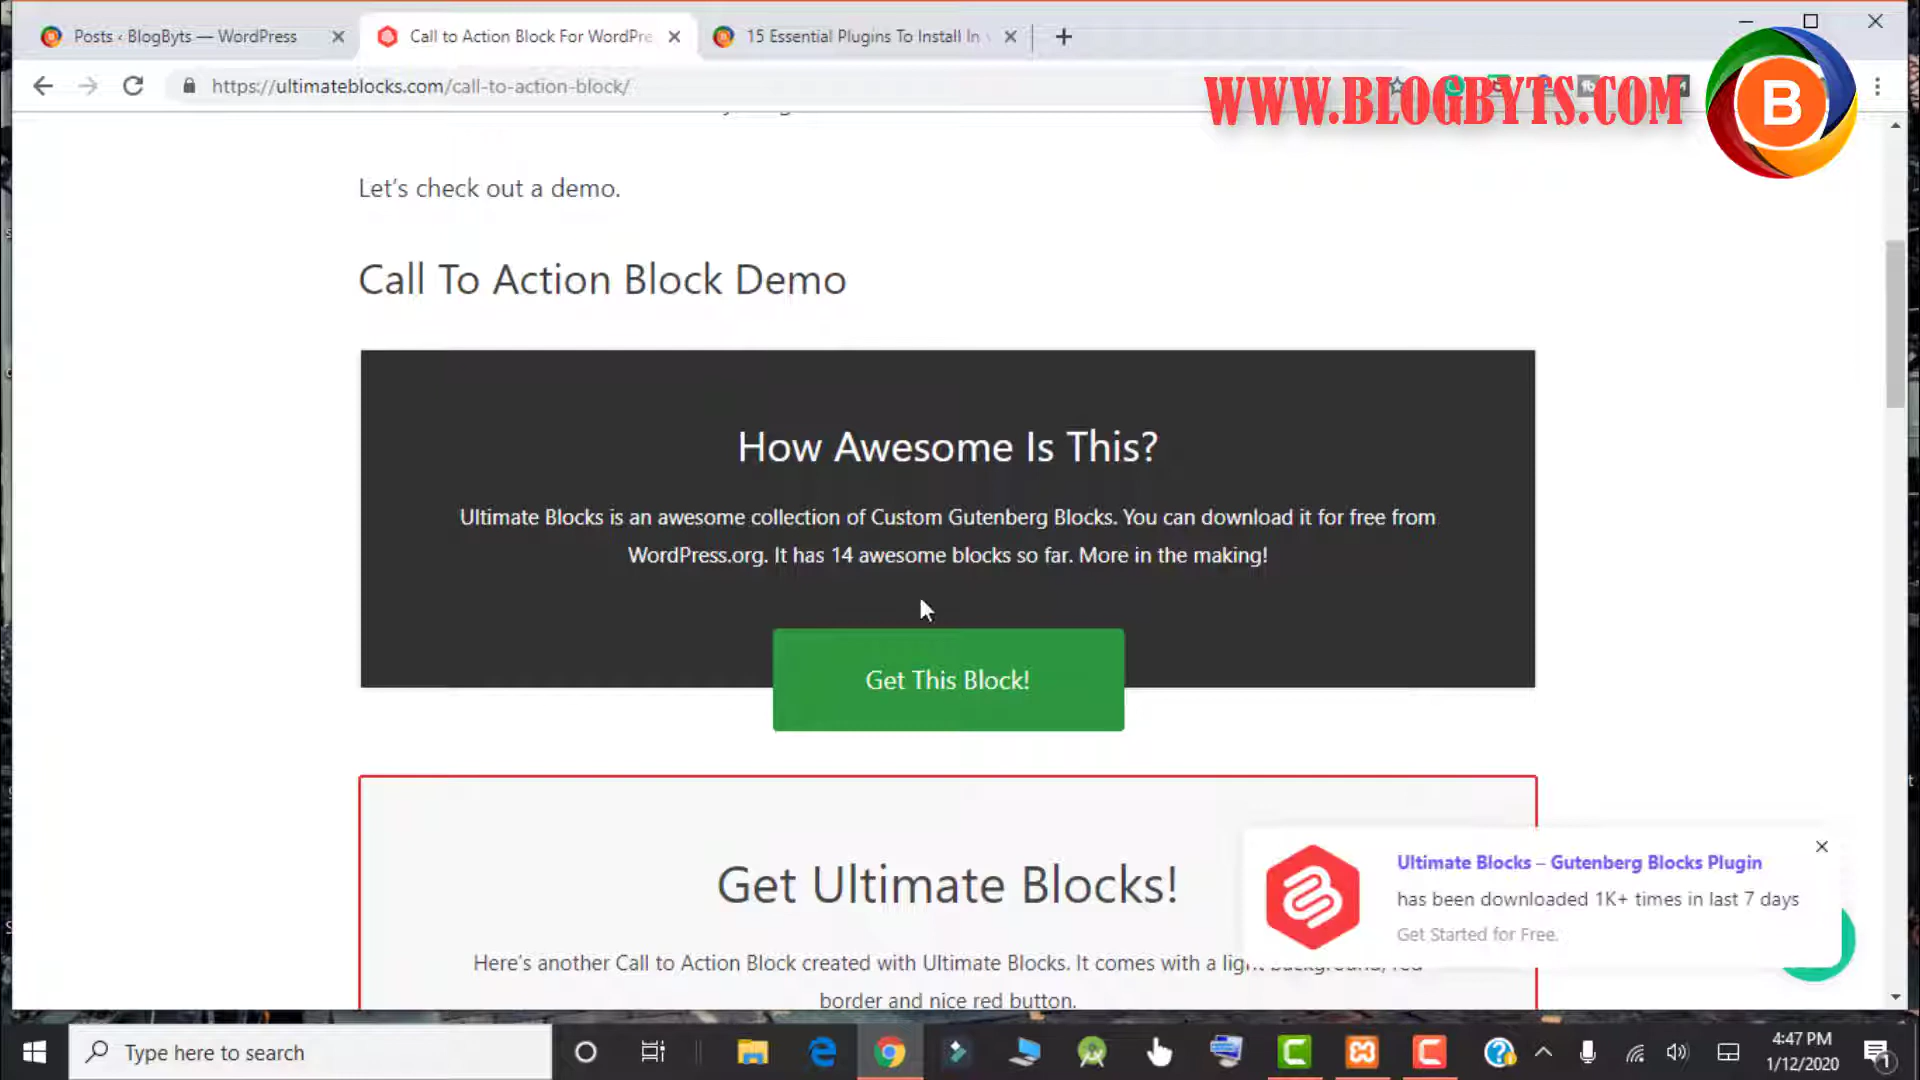 Posts ‹ BlogByts — WordPress
Call to Action Block For WordPre
15 Essential Plugins To Install In
https://ultimateblocks.com/call-to-action-block/
WWW.BLOGBYTS.COM
B
Let's check out a demo.
Call To Action Block Demo
How Awesome Is This?
Ultimate Blocks is an awesome collection of Custom Gutenberg Blocks. You can download it for free from
WordPress.org. It has 14 awesome blocks so far. More in the making!
Get This Block!
Get Ultimate Blocks!
Here's another Call to Action Block created with Ultimate Blocks. It comes with a light background, red
border and nice red button.
Ultimate Blocks – Gutenberg Blocks Plugin
has been downloaded 1K+ times in last 7 days
Get Started for Free.
Type here to search
4:47 PM
1/12/2020
1